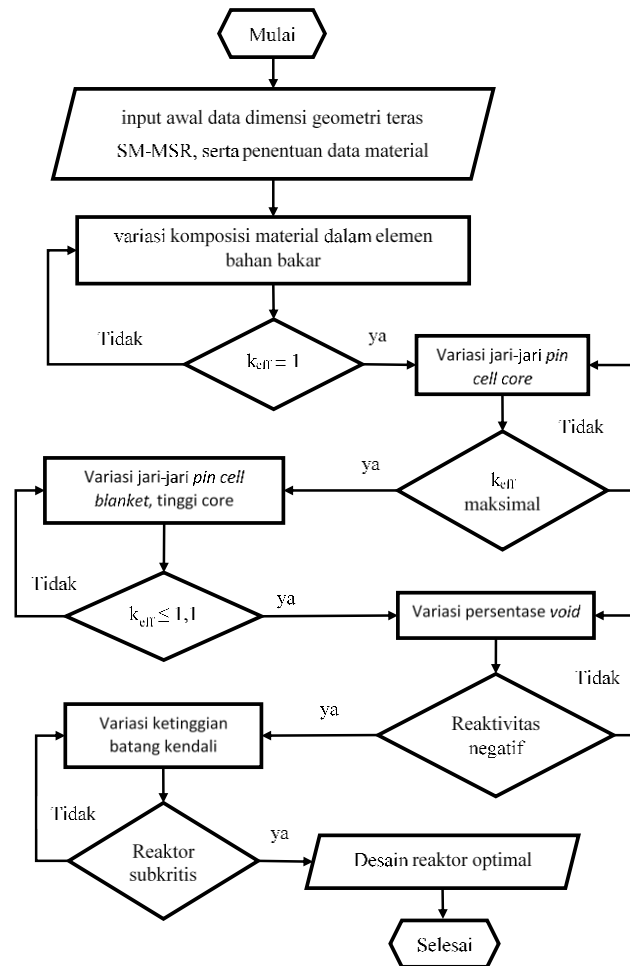 Mulai
input awal data dimensi geometri teras
SM-MSR, serta penentuan data material
variasi komposisi material dalam elemen
bahan bakar
Tidak
k_eff = 1
ya
Variasi jari-jari pin
cell core
Tidak
k_eff
maksimal
ya
Variasi jari-jari pin cell
blanket, tinggi core
Tidak
k_eff ≤ 1,1
ya
Variasi persentase void
Tidak
Reaktivitas
negatif
ya
Variasi ketinggian
batang kendali
Tidak
Reaktor
subkritis
ya
Desain reaktor optimal
Selesai